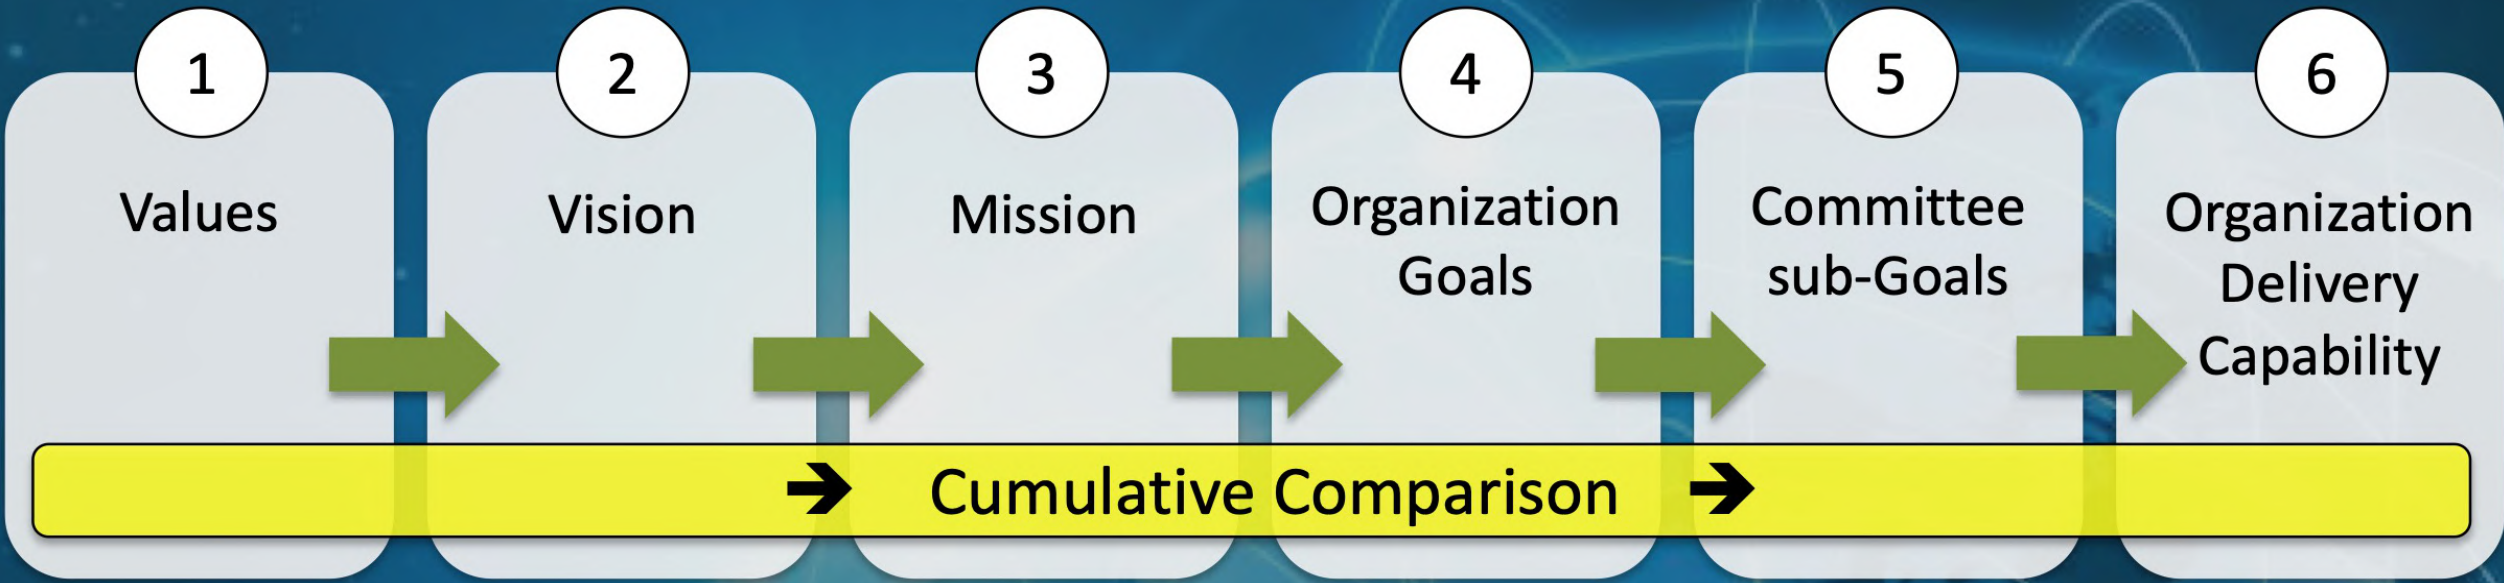 1
Values
2
Vision
3
Mission
4
Organization
Goals
5
Committee
sub-Goals
6
Organization
Delivery
Capability
➔ Cumulative Comparison ➔